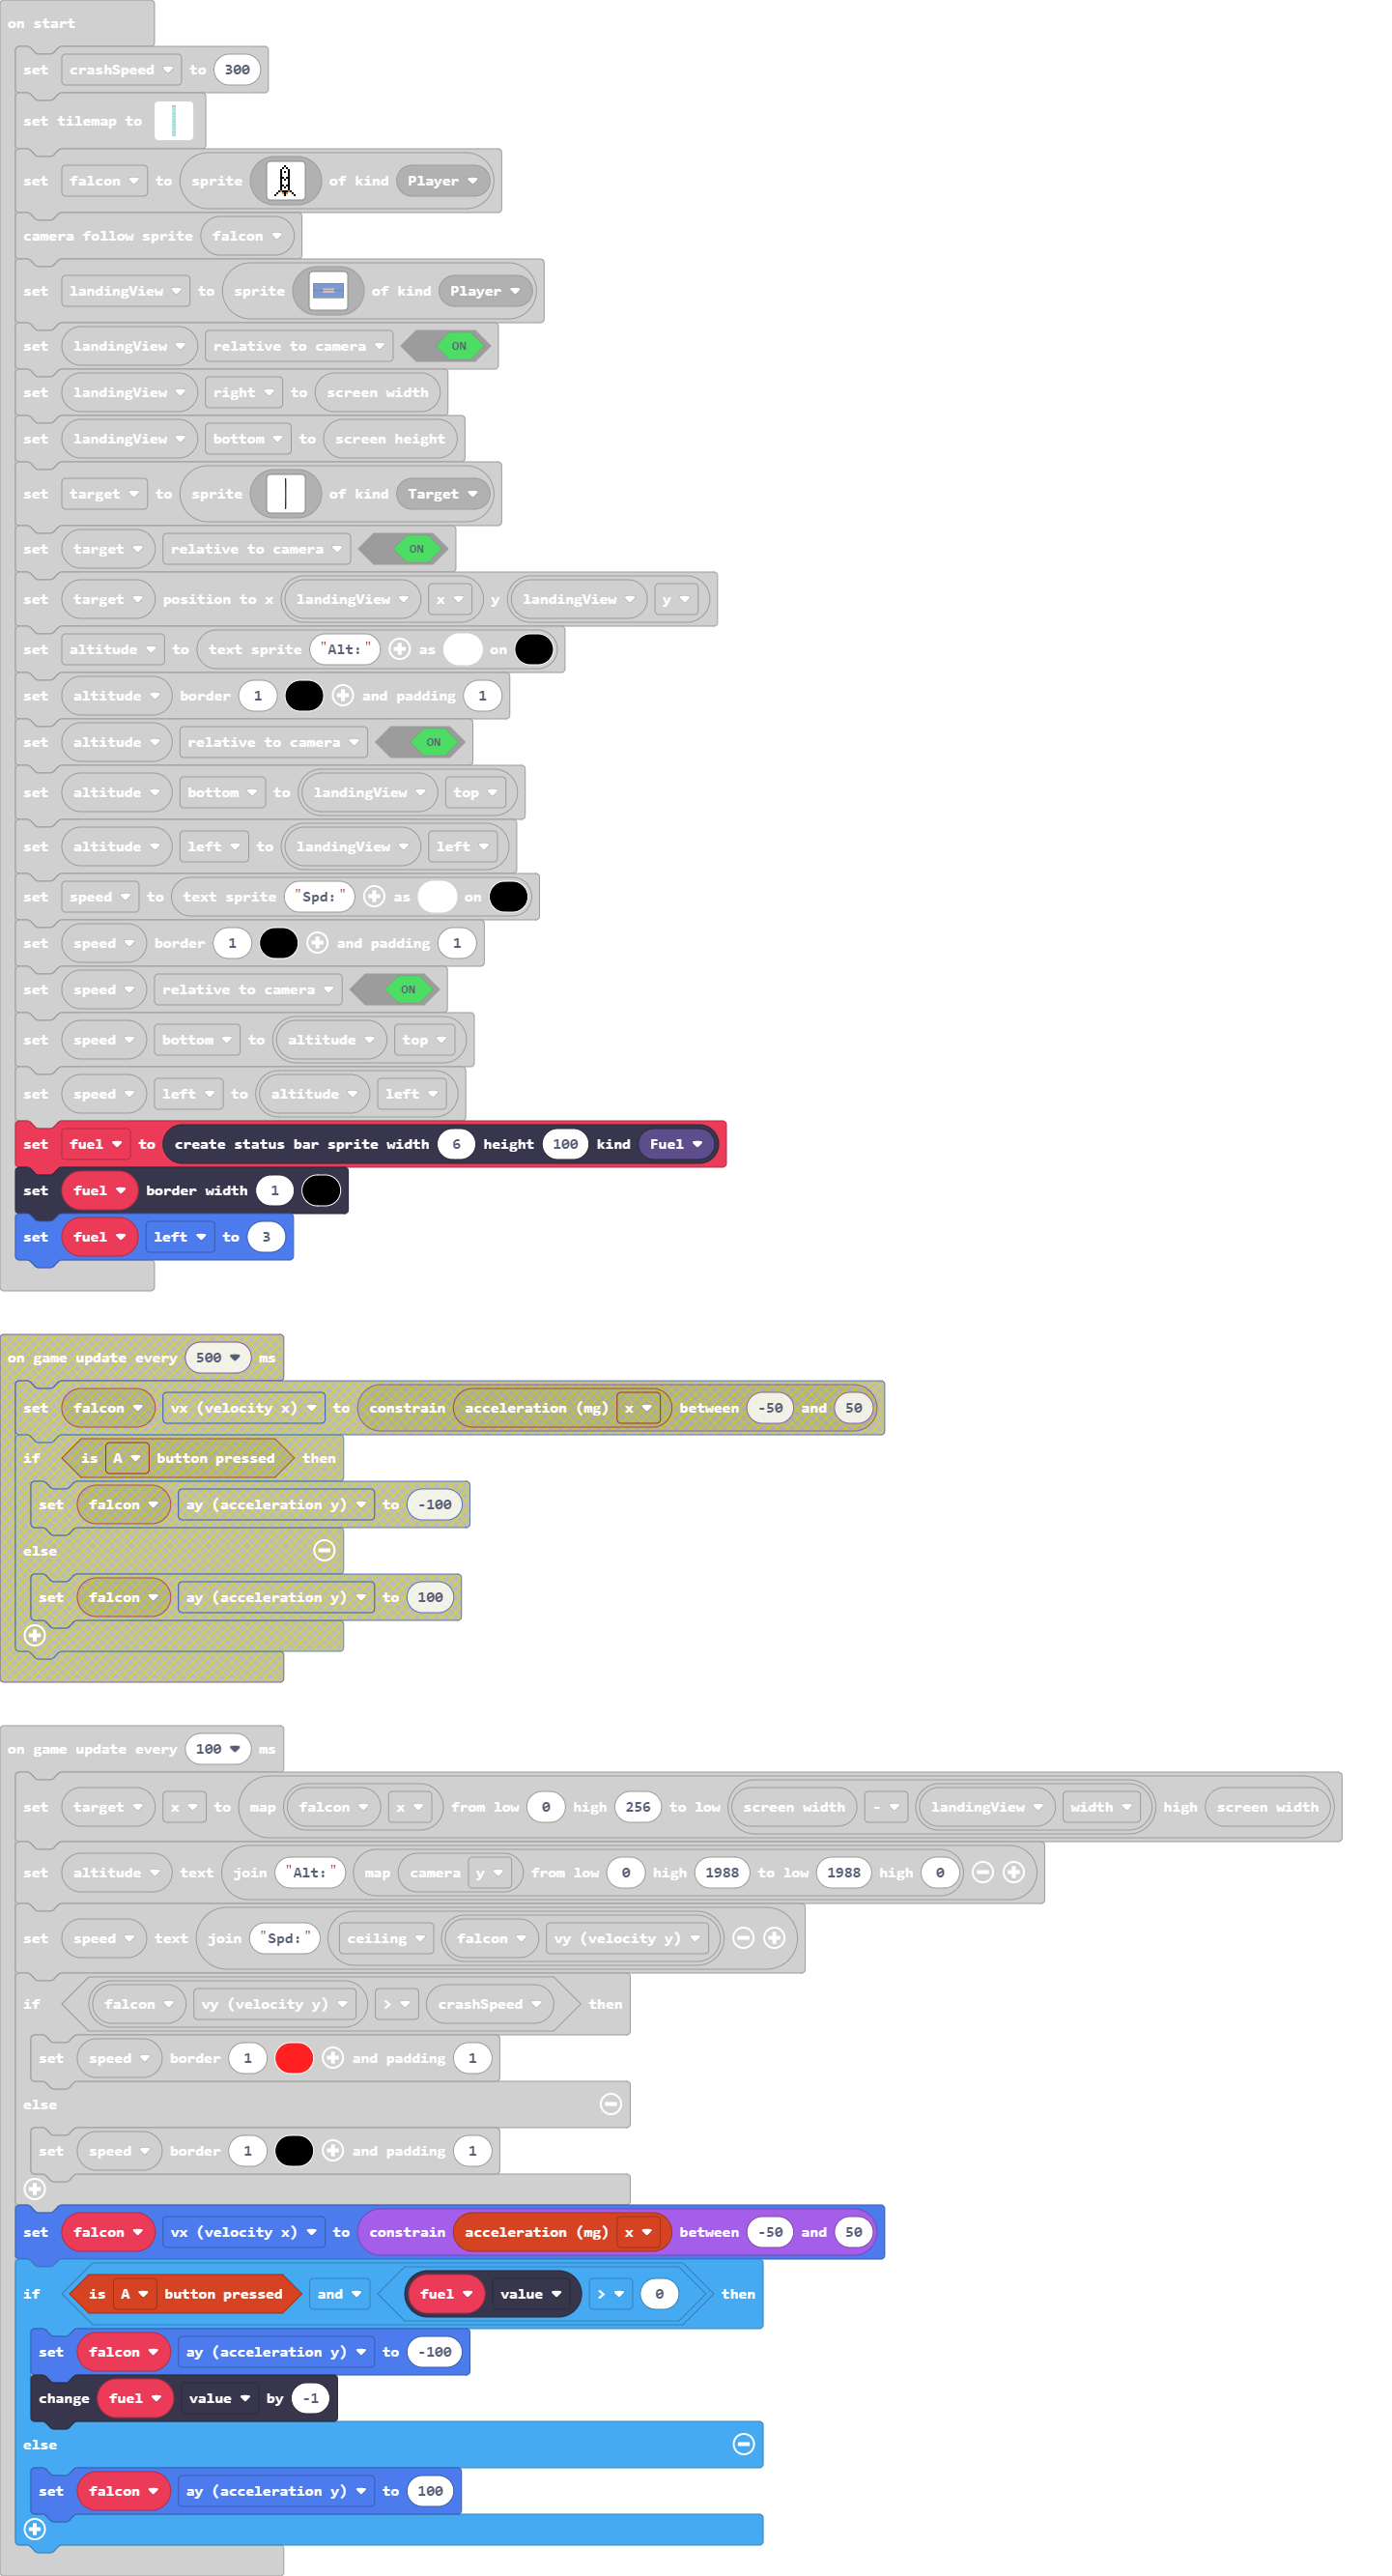 on start
set crashSpeed to 300
set tilemap to
set falcon to sprite of kind Player
camera follow sprite falcon
set landingView to sprite of kind Player
set landingView relative to camera ON
set landingView right to screen width
set landingView bottom to screen height
set target to sprite of kind Target
set target relative to camera ON
set target position to x landingView x y landingView y
set altitude to text sprite "Alt:" as on
set altitude border 1 and padding 1
set altitude relative to camera ON
set altitude bottom to landingView top
set altitude left to landingView left
set speed to text sprite "Spd:" as on
set speed border 1 and padding 1
set speed relative to camera ON
set speed bottom to altitude top
set speed left to altitude left
set fuel to create status bar sprite width 6 height 100 kind Fuel
set fuel border width 1
set fuel left to 3
on game update every 500 ms
set falcon vx (velocity x) to constrain acceleration (mg) x between -50 and 50
if is A button pressed then
set falcon ay (acceleration y) to -100
else
set falcon ay (acceleration y) to 100
on game update every 100 ms
set target x to map falcon x from low 0 high 256 to low screen width - landingView width high screen width
set altitude text join "Alt:" map camera y from low 0 high 1988 to low 1988 high 0
set speed text join "Spd:" ceiling falcon vy (velocity y)
if falcon vy (velocity y) > crashSpeed then
set speed border 1 and padding 1
else
set speed border 1 and padding 1
set falcon vx (velocity x) to constrain acceleration (mg) x between -50 and 50
if is A button pressed and fuel value > 0 then
set falcon ay (acceleration y) to -100
change fuel value by -1
else
set falcon ay (acceleration y) to 100